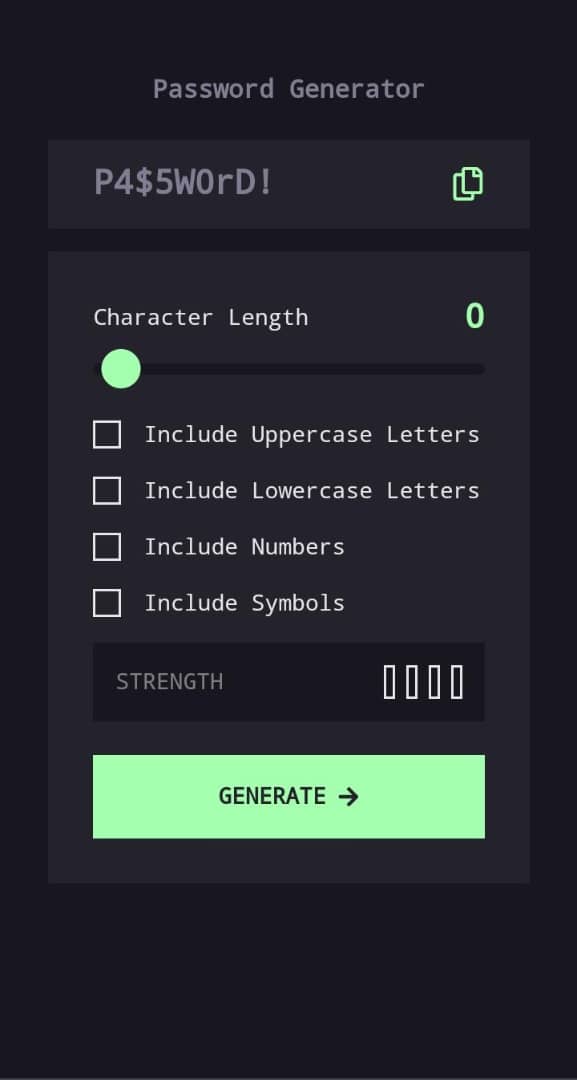 Password Generator
P4$5W0rD!
Character Length 0
Include Uppercase Letters
Include Lowercase Letters
Include Numbers
Include Symbols
STRENGTH
GENERATE →